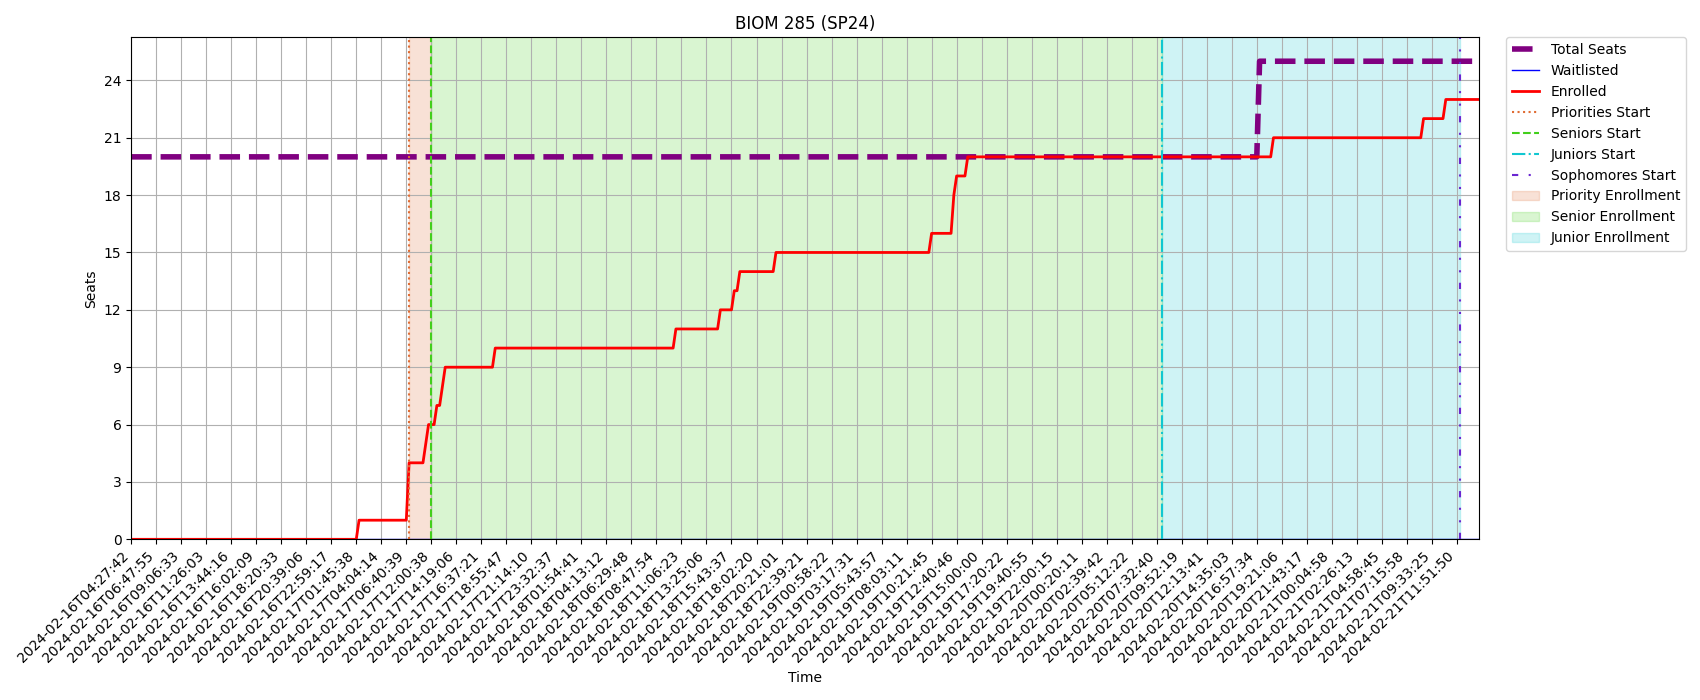 BIOM 285 (SP24)
Total Seats
Waitlisted
Enrolled
Priorities Start
Seniors Start
Juniors Start
Sophomores Start
Priority Enrollment
Senior Enrollment
Junior Enrollment
Seats
24
21
18
15
12
9
6
3
0
2024-02-16T04:27:42
2024-02-16T06:47:55
2024-02-16T09:06:33
2024-02-16T11:26:03
2024-02-16T13:44:16
2024-02-16T16:02:09
2024-02-16T18:20:33
2024-02-16T20:39:06
2024-02-16T22:59:17
2024-02-17T01:45:38
2024-02-17T04:04:14
2024-02-17T06:40:39
2024-02-17T12:00:38
2024-02-17T14:19:06
2024-02-17T16:37:21
2024-02-17T18:55:47
2024-02-17T21:14:10
2024-02-17T23:32:37
2024-02-18T01:54:41
2024-02-18T04:13:12
2024-02-18T06:29:48
2024-02-18T08:47:54
2024-02-18T11:06:23
2024-02-18T13:25:06
2024-02-18T15:43:37
2024-02-18T18:02:20
2024-02-18T20:21:01
2024-02-18T22:39:21
2024-02-19T00:58:22
2024-02-19T03:17:31
2024-02-19T05:43:57
2024-02-19T08:03:11
2024-02-19T10:21:45
2024-02-19T12:40:46
2024-02-19T15:00:00
2024-02-19T17:20:22
2024-02-19T19:40:55
2024-02-19T22:00:15
2024-02-20T00:20:11
2024-02-20T02:39:42
2024-02-20T05:12:22
2024-02-20T07:32:40
2024-02-20T09:52:19
2024-02-20T12:13:41
2024-02-20T14:35:03
2024-02-20T16:57:34
2024-02-20T19:21:06
2024-02-20T21:43:17
2024-02-21T00:04:58
2024-02-21T02:26:13
2024-02-21T04:58:45
2024-02-21T07:15:58
2024-02-21T09:33:25
2024-02-21T11:51:50
Time